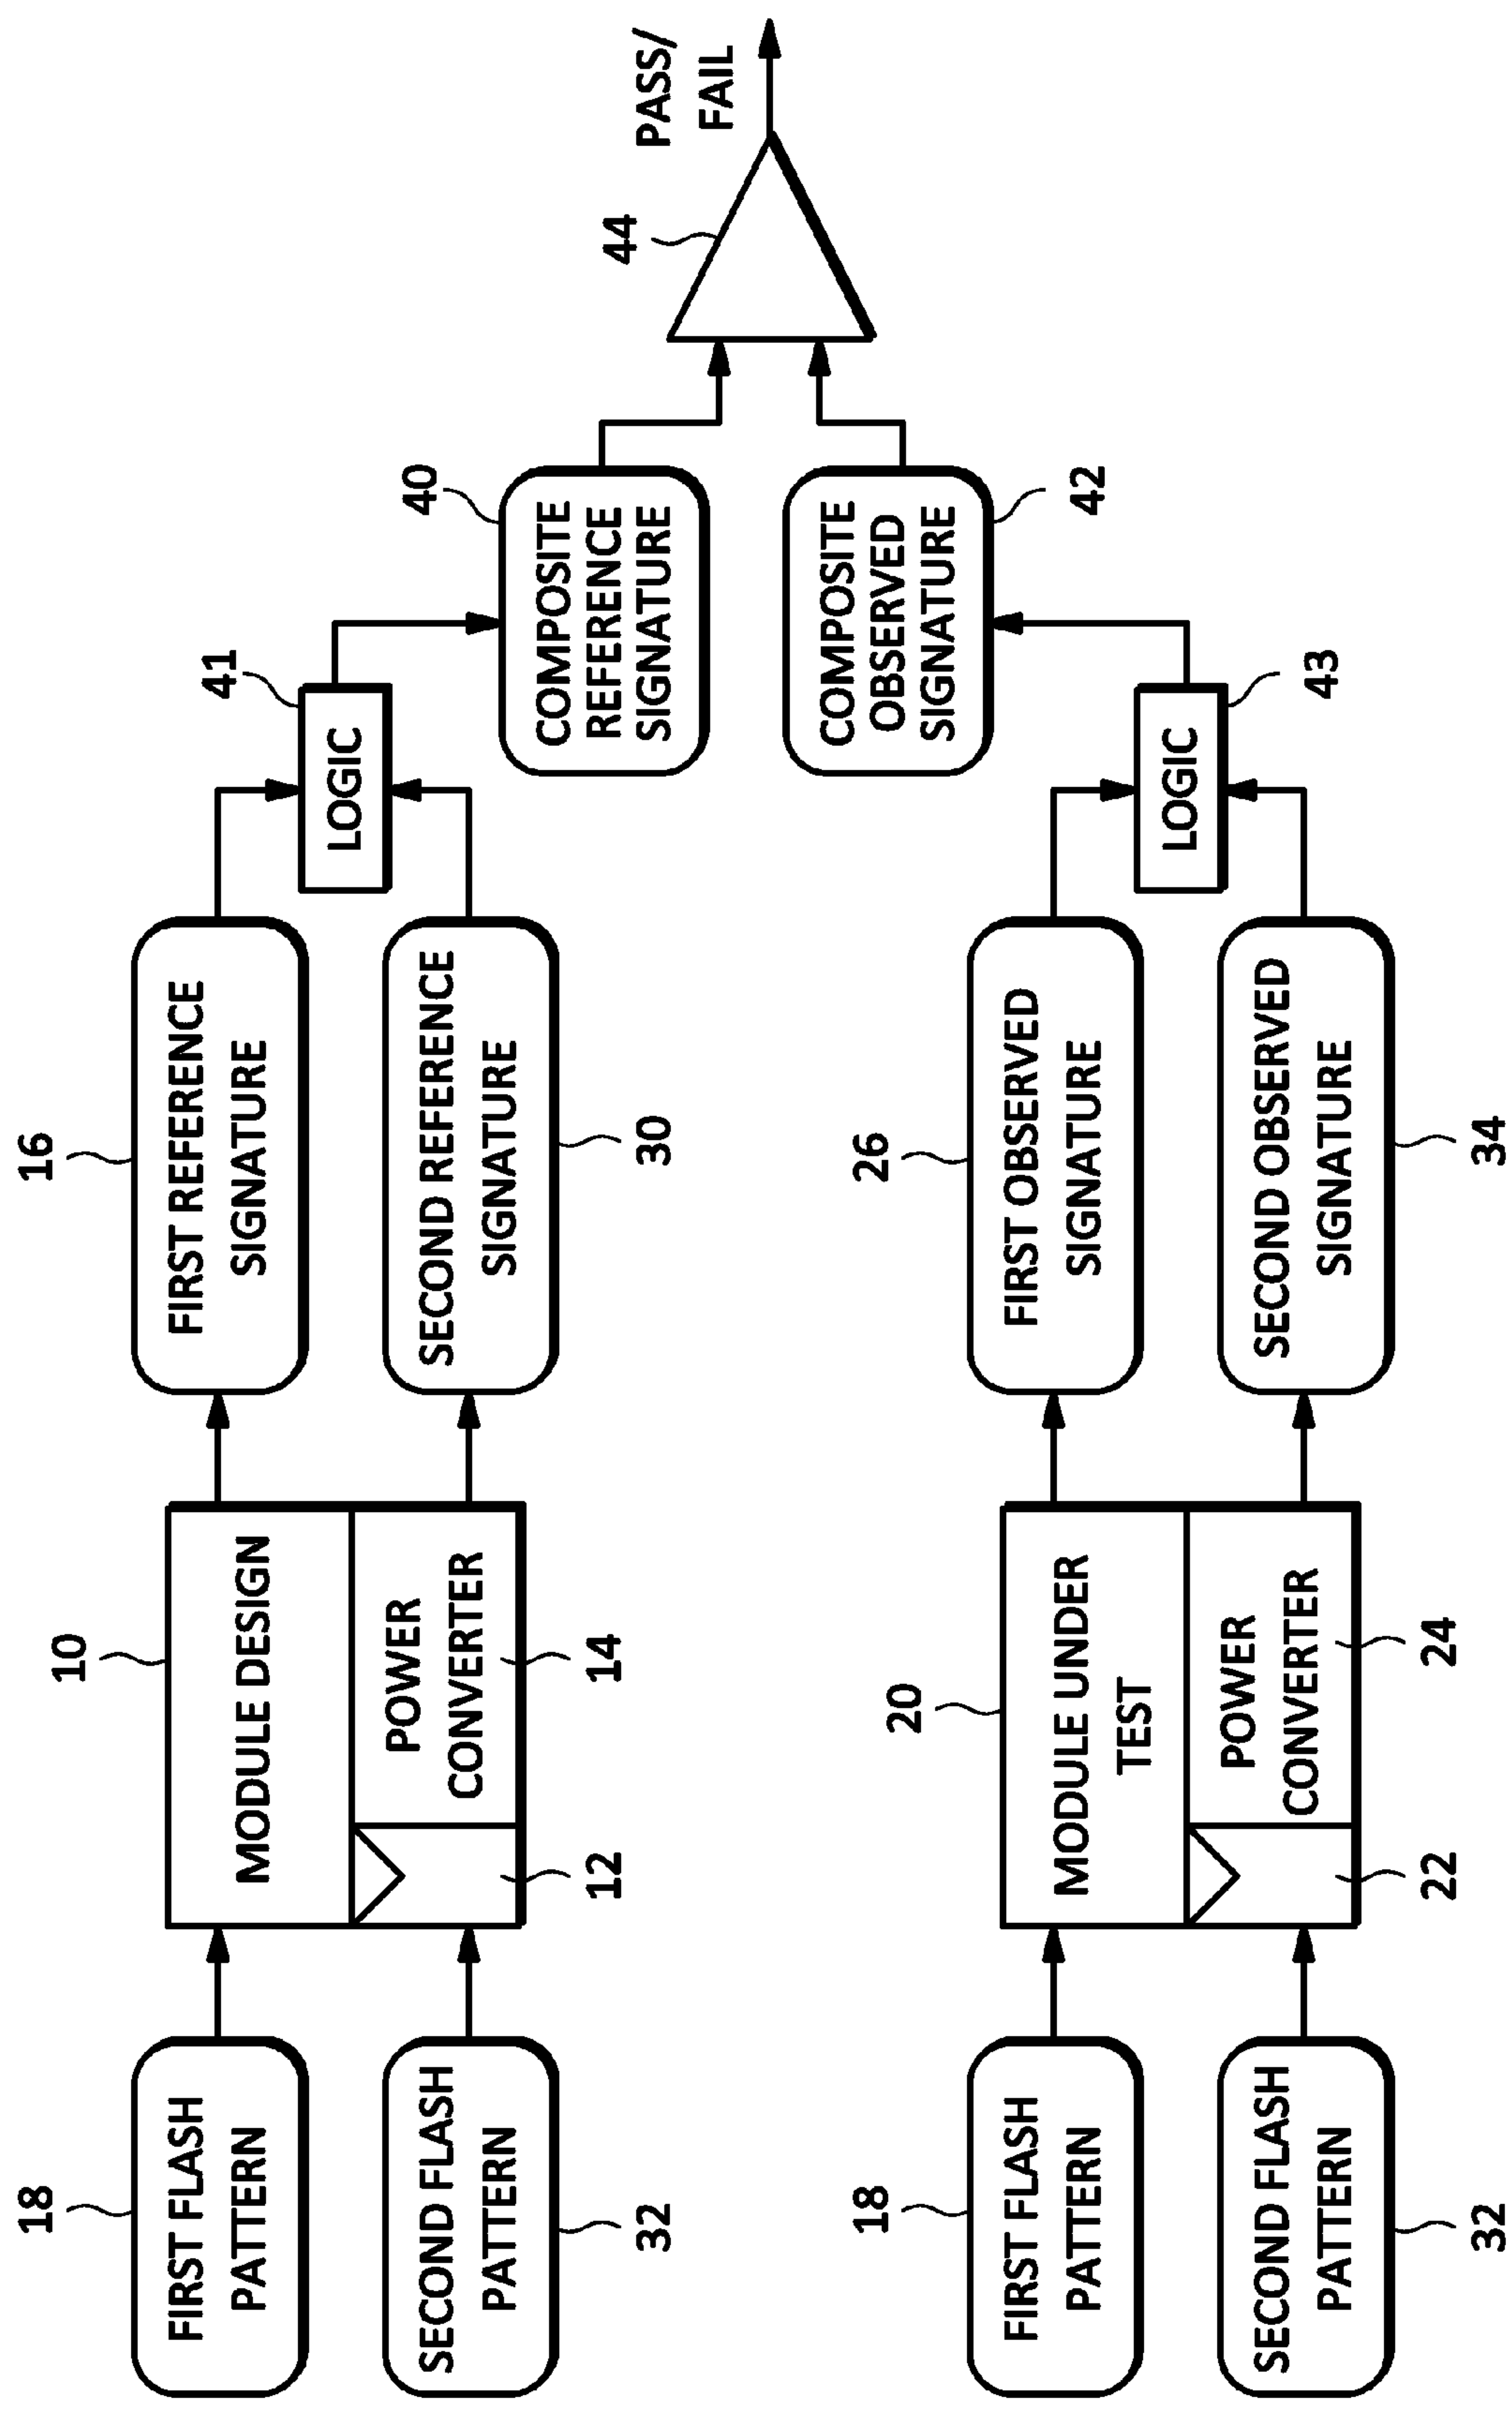 18
FIRST FLASH
PATTERN
SECOND FLASH
PATTERN
32
10
MODULE DESIGN
POWER
CONVERTER
12
14
16
FIRST REFERENCE
SIGNATURE
SECOND REFERENCE
SIGNATURE
30
41
LOGIC
40
COMPOSITE
REFERENCE
SIGNATURE
44
PASS/
FAIL
18
FIRST FLASH
PATTERN
SECOND FLASH
PATTERN
32
20
MODULE UNDER
TEST
POWER
CONVERTER
22
24
26
FIRST OBSERVED
SIGNATURE
SECOND OBSERVED
SIGNATURE
34
LOGIC
43
COMPOSITE
OBSERVED
SIGNATURE
42